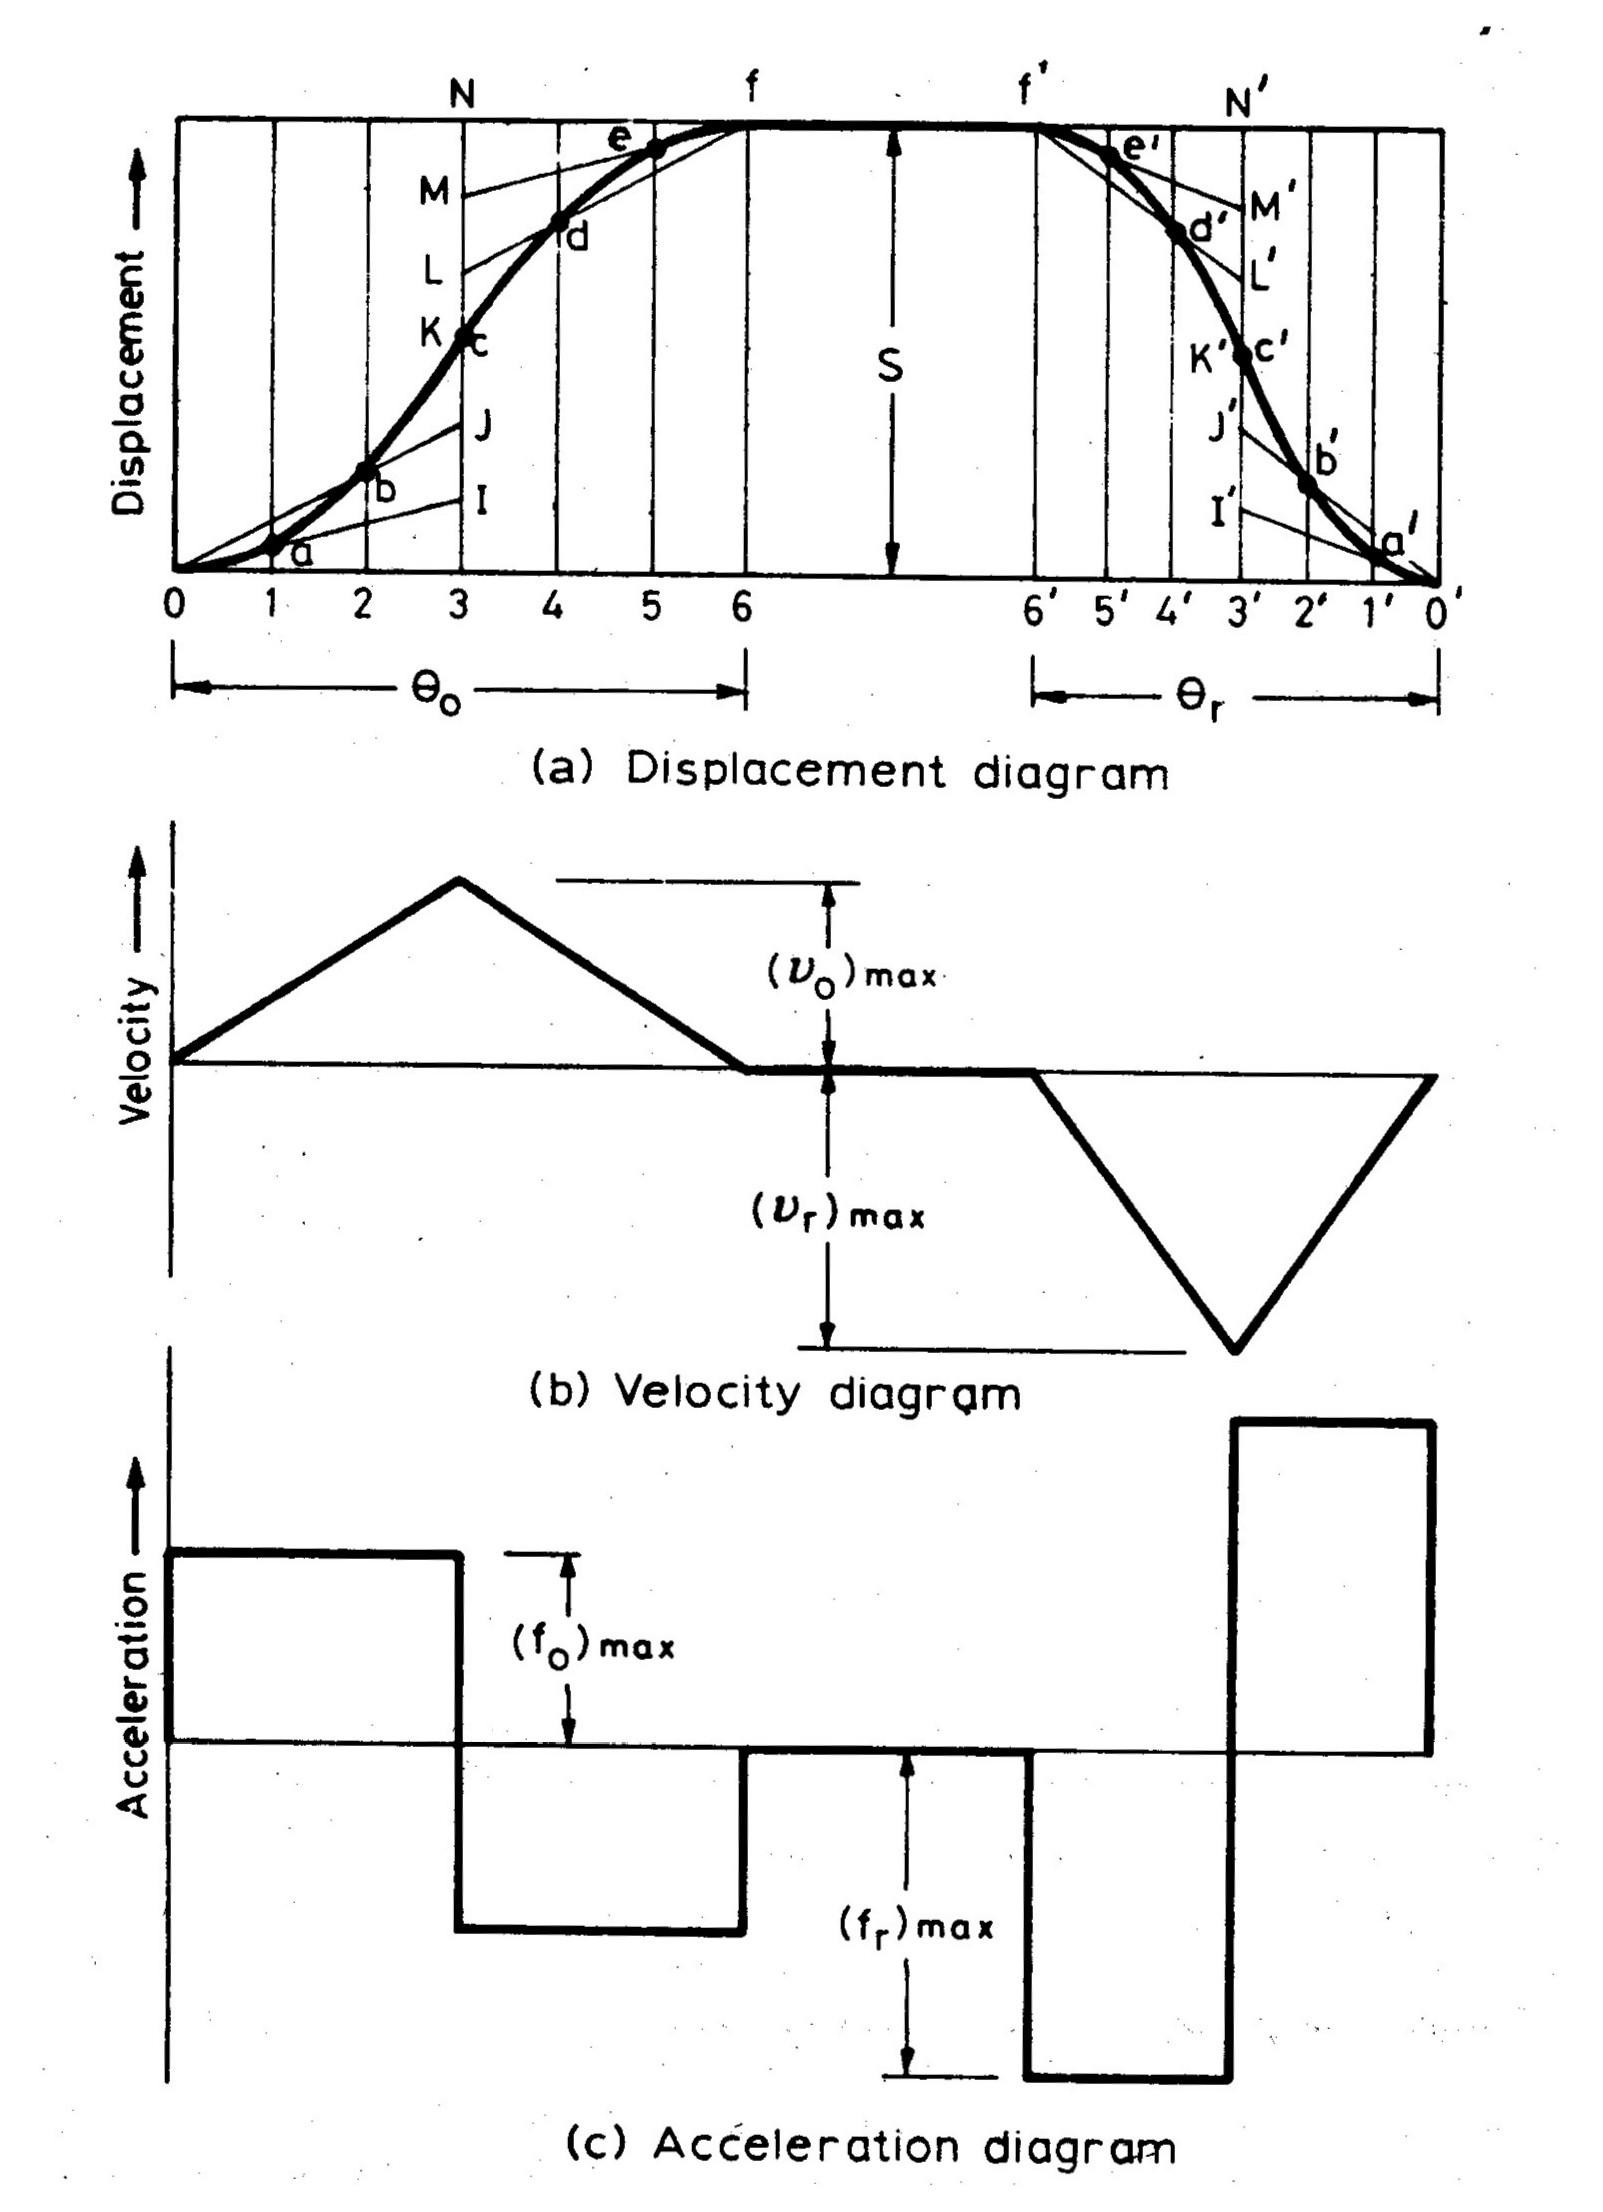 N f f' N'
e e'
M M'
d d'
L L'
Displacement
K c S K' c'
J J'
b b'
I I'
a a'
0 1 2 3 4 5 6 6' 5' 4' 3' 2' 1' 0'
θo θr
(a) Displacement diagram
Velocity
(υo)max
(υr)max
(b) Velocity diagram
Acceleration
(fo)max
(fr)max
(c) Acceleration diagram